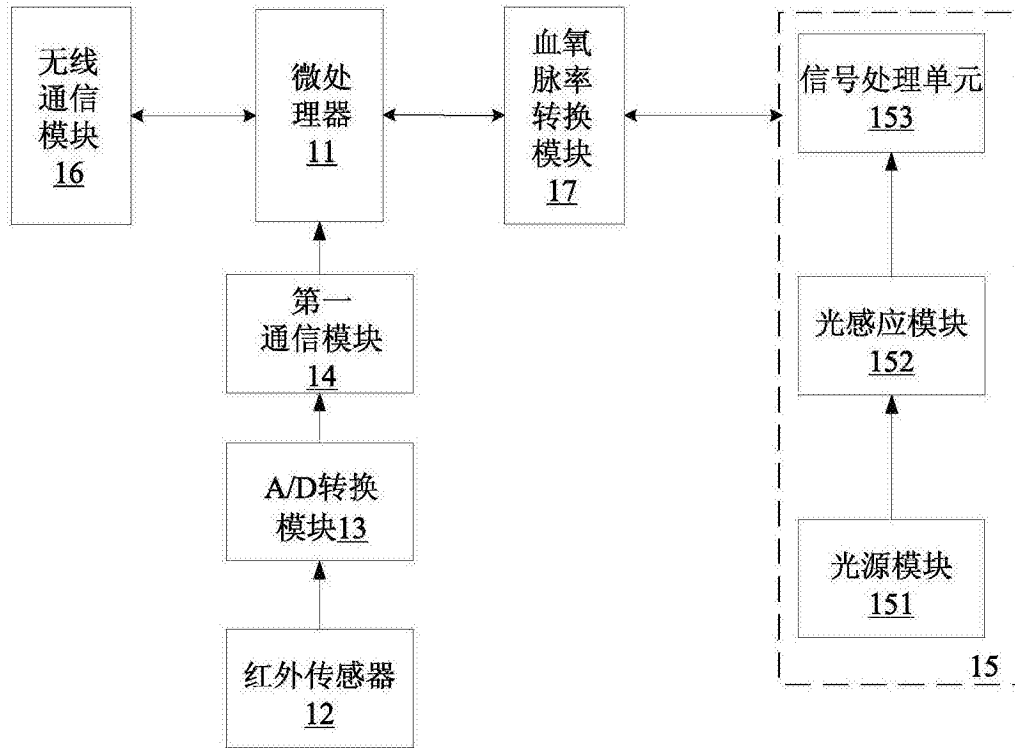 无线
通信
模块
16
微处
理器
11
血氧
脉率
转换
模块
17
信号处理单元
153
第一
通信模块
14
光感应模块
152
A/D转换
模块13
光源模块
151
15
红外传感器
12